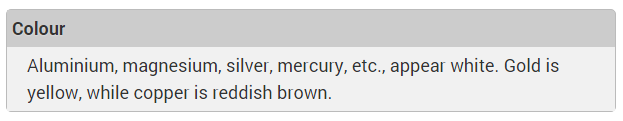 Colour
Aluminium, magnesium, silver, mercury, etc., appear white. Gold is
yellow, while copper is reddish brown.